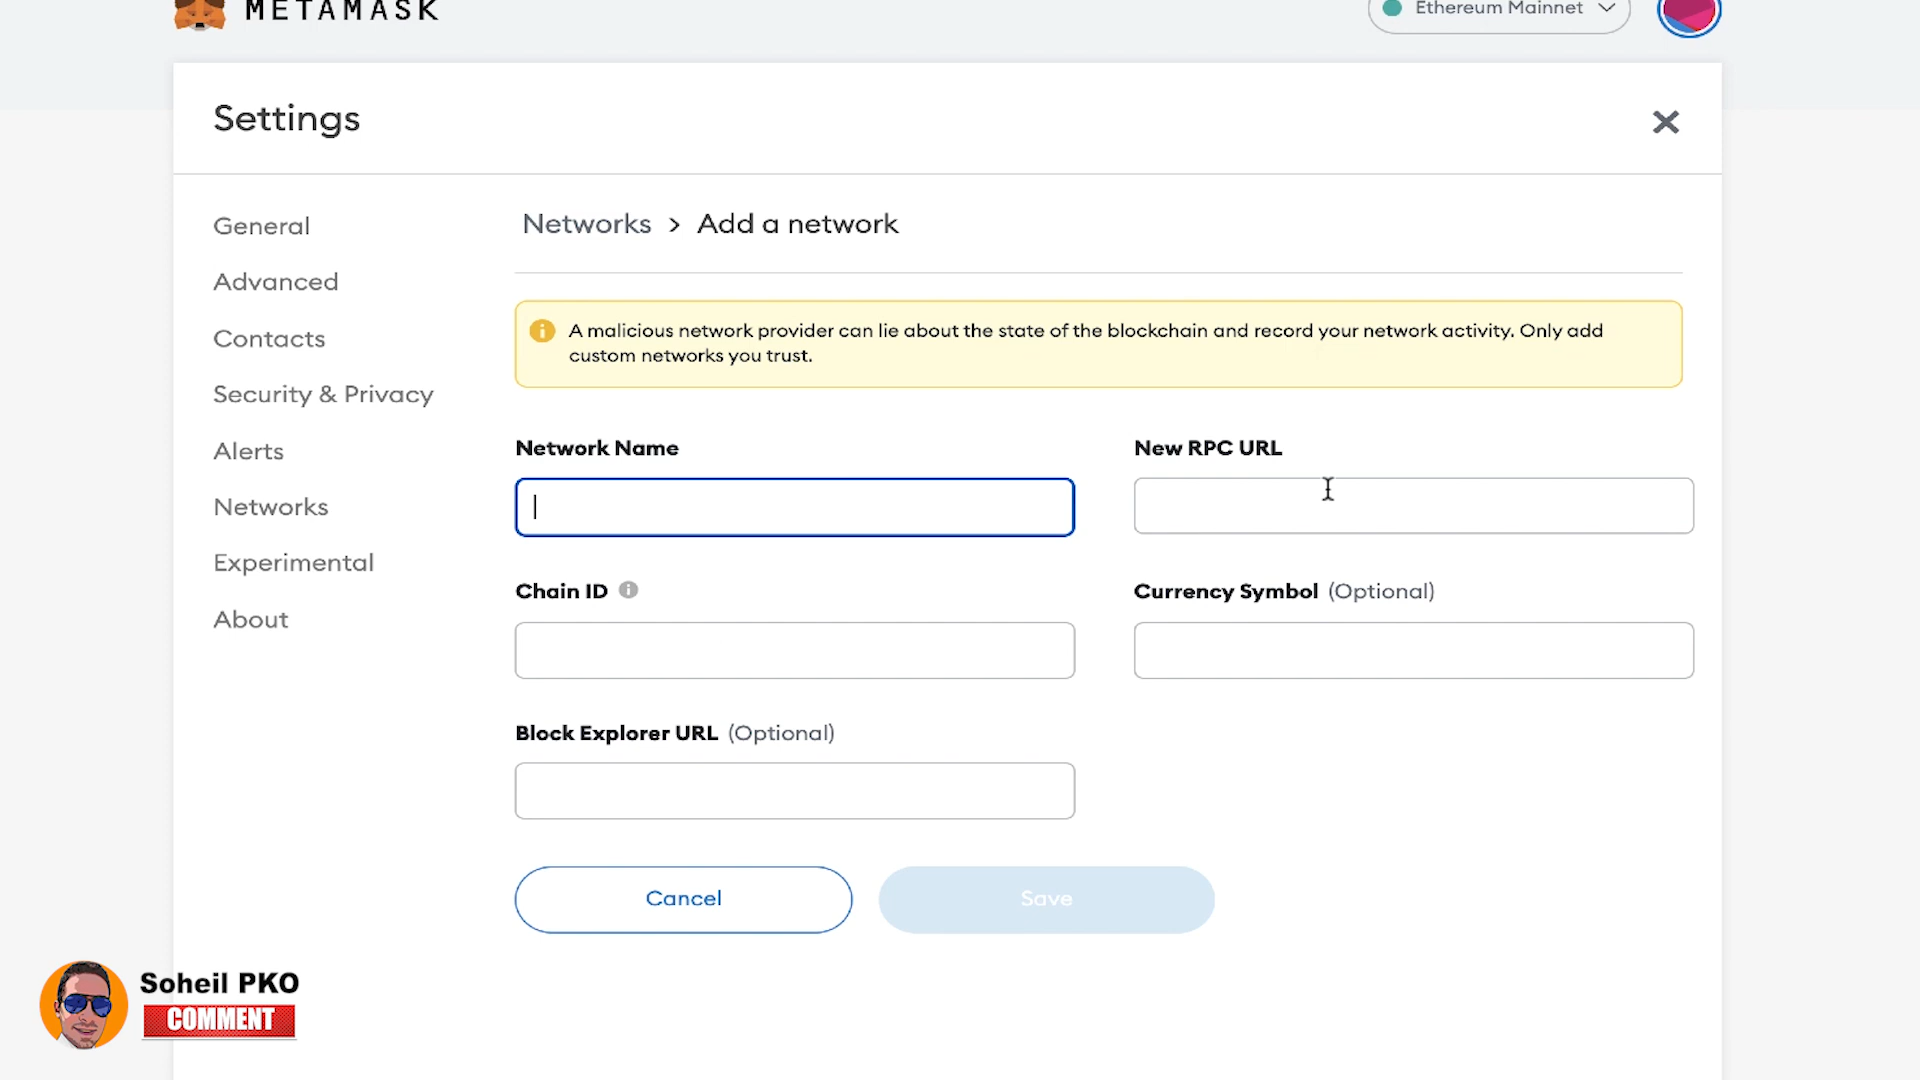 METAMASK
Ethereum Mainnet
Settings
General
Advanced
Contacts
Security & Privacy
Alerts
Networks
Experimental
About
Networks > Add a network
A malicious network provider can lie about the state of the blockchain and record your network activity. Only add
custom networks you trust.
Network Name
New RPC URL
Chain ID
Currency Symbol (Optional)
Block Explorer URL (Optional)
Cancel
Save
Soheil PKO
COMMENT